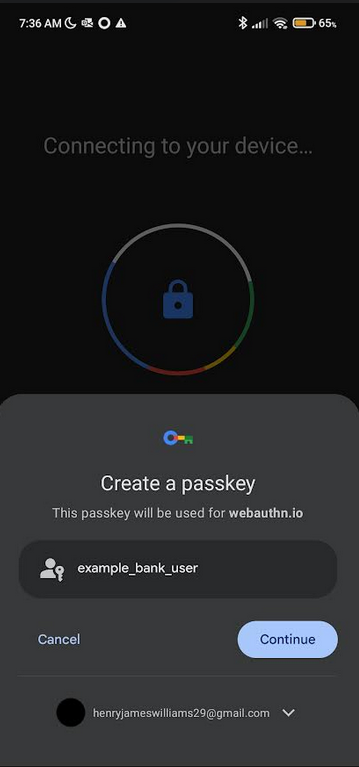 7:36 AM
65%
Connecting to your device...
Create a passkey
This passkey will be used for webauthn.io
example_bank_user
Cancel
Continue
henryjameswilliams29@gmail.com